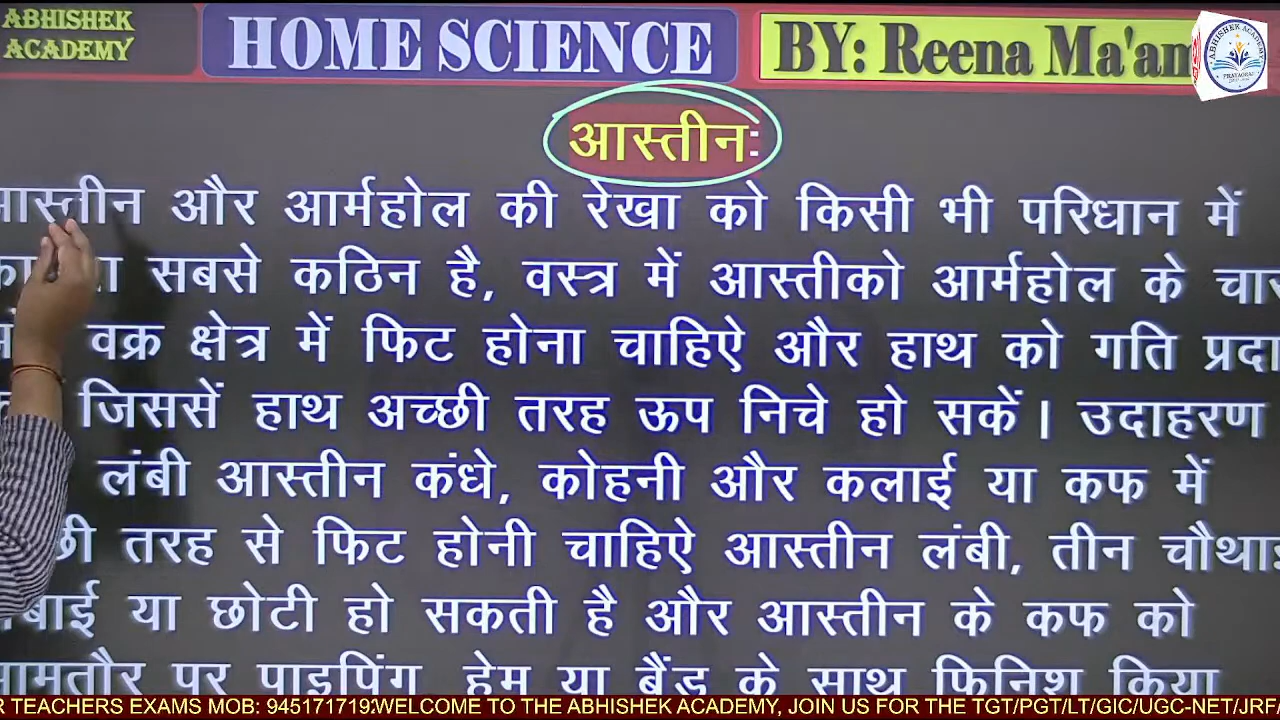 ABHISHEK
ACADEMY
HOME SCIENCE
BY: Reena Ma'am
आस्तीन:
और आर्महोल की रेखा को किसी भी परिधान में
सबसे कठिन है, वस्त्र में आस्तीको आर्महोल के
वक्र क्षेत्र में फिट होना चाहिऐ और हाथ को गति
जिससें हाथ अच्छी तरह ऊप निचे हो सकें। उदाहरण
लंबी आस्तीन कंधे, कोहनी और कलाई या कफ में
तरह से फिट होनी चाहिऐ आस्तीन लंबी, तीन
या छोटी हो सकती है और आस्तीन के कफ को
पर पाइपिंग, हेम या बैंड के साथ फिनिश किया
TEACHERS EXAMS MOB: WELCOME TO THE ABHISHEK ACADEMY, JOIN US FOR THE TGT/PGT/LT/GIC/UGC-NET/JRF/